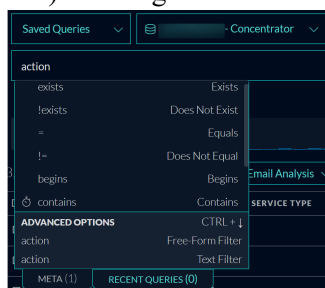 Saved Queries
- Concentrator
action
exists Exists
!exists Does Not Exist
= Equals
!= Does Not Equal
begins Begins
contains Contains
Email Analysis
ADVANCED OPTIONS CTRL + ↓
SERVICE TYPE
action Free-Form Filter
action Text Filter
META (1) RECENT QUERIES (0)